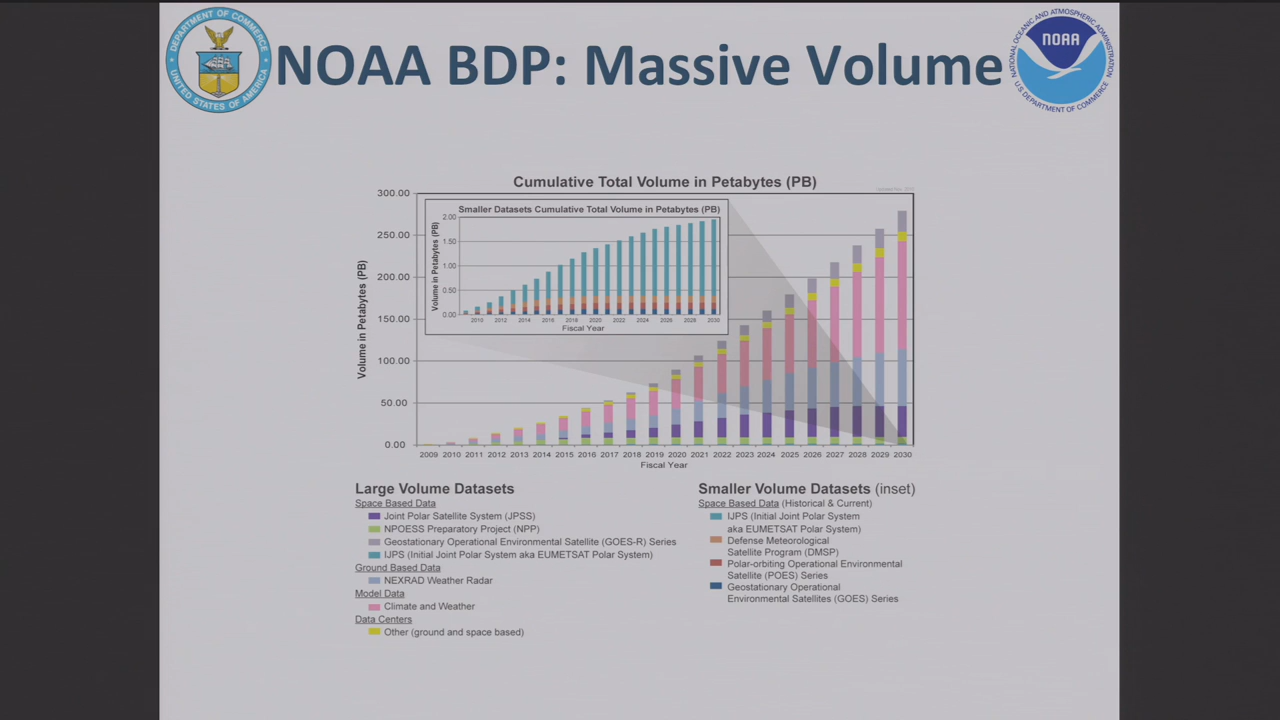 DEPARTMENT OF COMMERCE
UNITED STATES OF AMERICA
NOAA BDP: Massive Volume
NATIONAL OCEANIC AND ATMOSPHERIC ADMINISTRATION
NOAA
U.S. DEPARTMENT OF COMMERCE
Cumulative Total Volume in Petabytes (PB)
Volume in Petabytes (PB)
300.00
250.00
200.00
150.00
100.00
50.00
0.00
Smaller Datasets Cumulative Total Volume in Petabytes (PB)
Volume in Petabytes (PB)
2.00
1.50
1.00
0.50
0.00
2010 2012 2014 2016 2018 2020 2022 2024 2026 2028 2030
Fiscal Year
2009 2010 2011 2012 2013 2014 2015 2016 2017 2018 2019 2020 2021 2022 2023 2024 2025 2026 2027 2028 2029 2030
Fiscal Year
Large Volume Datasets
Space Based Data
Joint Polar Satellite System (JPSS)
NPOESS Preparatory Project (NPP)
Geostationary Operational Environmental Satellite (GOES-R) Series
IJPS (Initial Joint Polar System aka EUMETSAT Polar System)
Ground Based Data
NEXRAD Weather Radar
Model Data
Climate and Weather
Data Centers
Other (ground and space based)
Smaller Volume Datasets (inset)
Space Based Data (Historical & Current)
IJPS (Initial Joint Polar System
aka EUMETSAT Polar System)
Defense Meteorological
Satellite Program (DMSP)
Polar-orbiting Operational Environmental
Satellite (POES) Series
Geostationary Operational
Environmental Satellites (GOES) Series